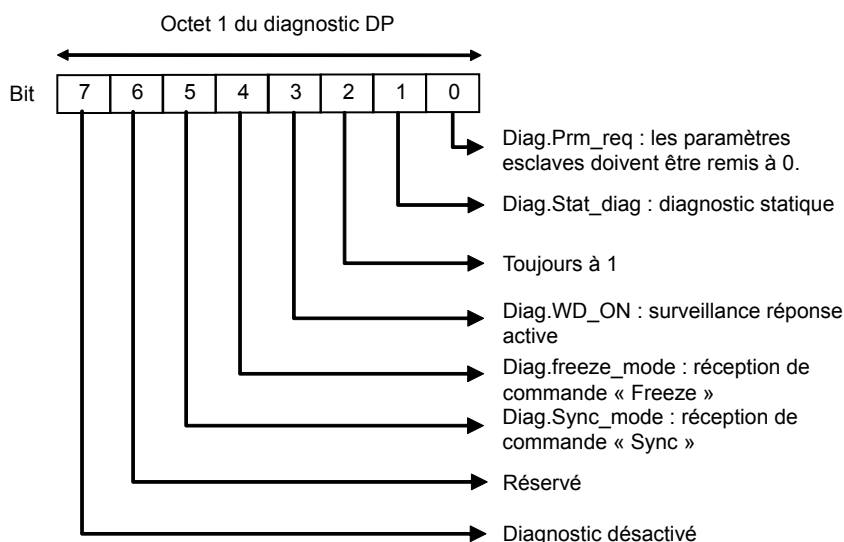 Octet 1 du diagnostic DP
Bit 7 6 5 4 3 2 1 0
Diag.Prm_req : les paramètres
esclaves doivent être remis à 0.
Diag.Stat_diag : diagnostic statique
Toujours à 1
Diag.WD_ON : surveillance réponse
active
Diag.freeze_mode : réception de
commande « Freeze »
Diag.Sync_mode : réception de
commande « Sync »
Réservé
Diagnostic désactivé